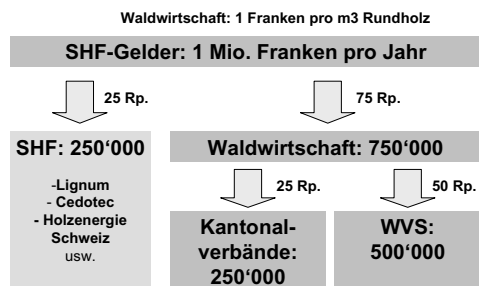 Waldwirtschaft: 1 Franken pro m3 Rundholz
SHF-Gelder: 1 Mio. Franken pro Jahr
25 Rp.
75 Rp.
SHF: 250‘000
-Lignum
- Cedotec
- Holzenergie
Schweiz
usw.
Waldwirtschaft: 750‘000
25 Rp.
50 Rp.
Kantonal-
verbände:
250‘000
WVS:
500‘000